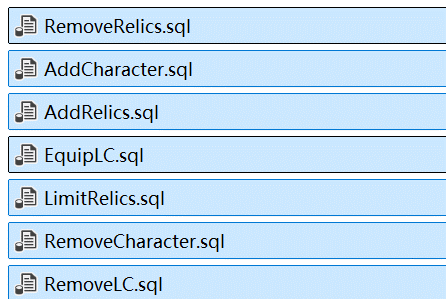 RemoveRelics.sql
AddCharacter.sql
AddRelics.sql
EquipLC.sql
LimitRelics.sql
RemoveCharacter.sql
RemoveLC.sql